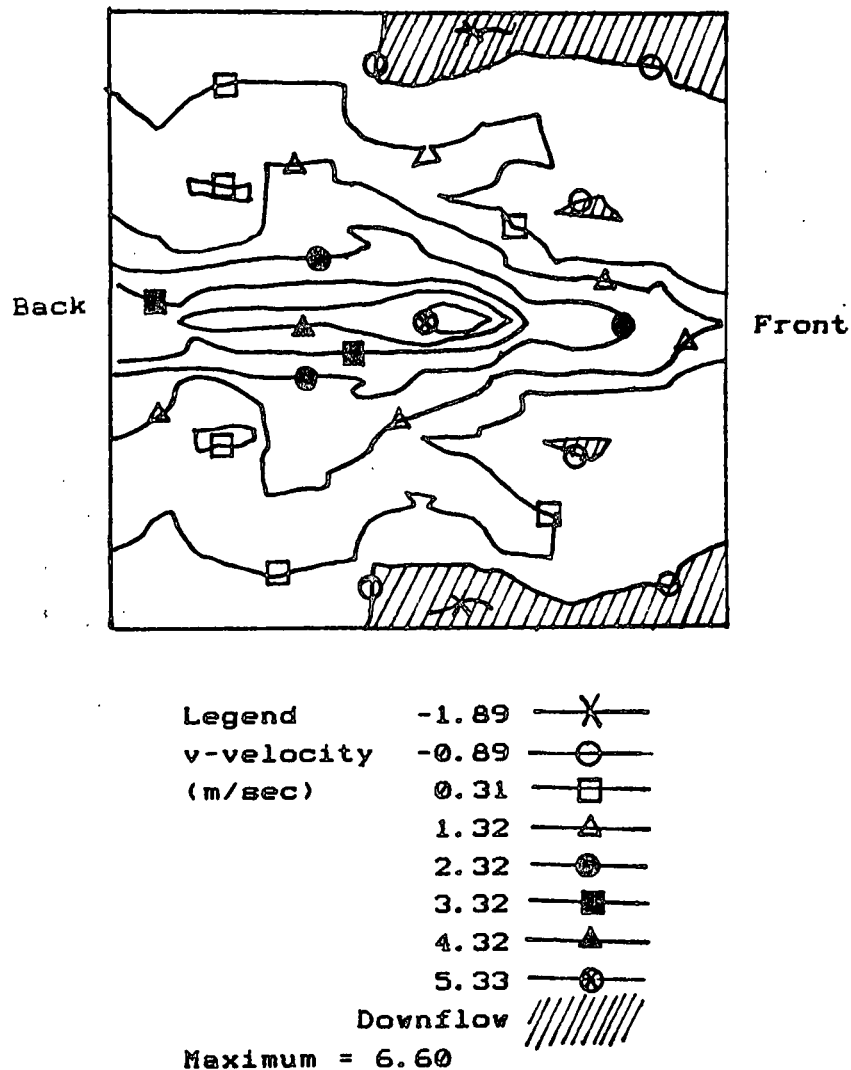 Back
Front
Legend -1.89
v-velocity -0.89
(m/sec) 0.31
1.32
2.32
3.32
4.32
5.33
Downflow
Maximum = 6.60